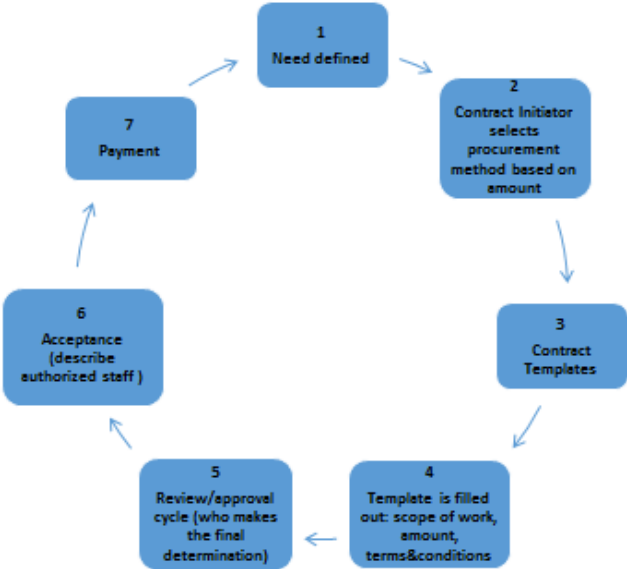 1
Need defined
2
Contract Initiator
selects
procurement
method based on
amount
3
Contract
Templates
4
Template is filled
out: scope of work,
amount,
terms&conditions
5
Review/approval
cycle (who makes
the final
determination)
6
Acceptance
(describe
authorized staff )
7
Payment